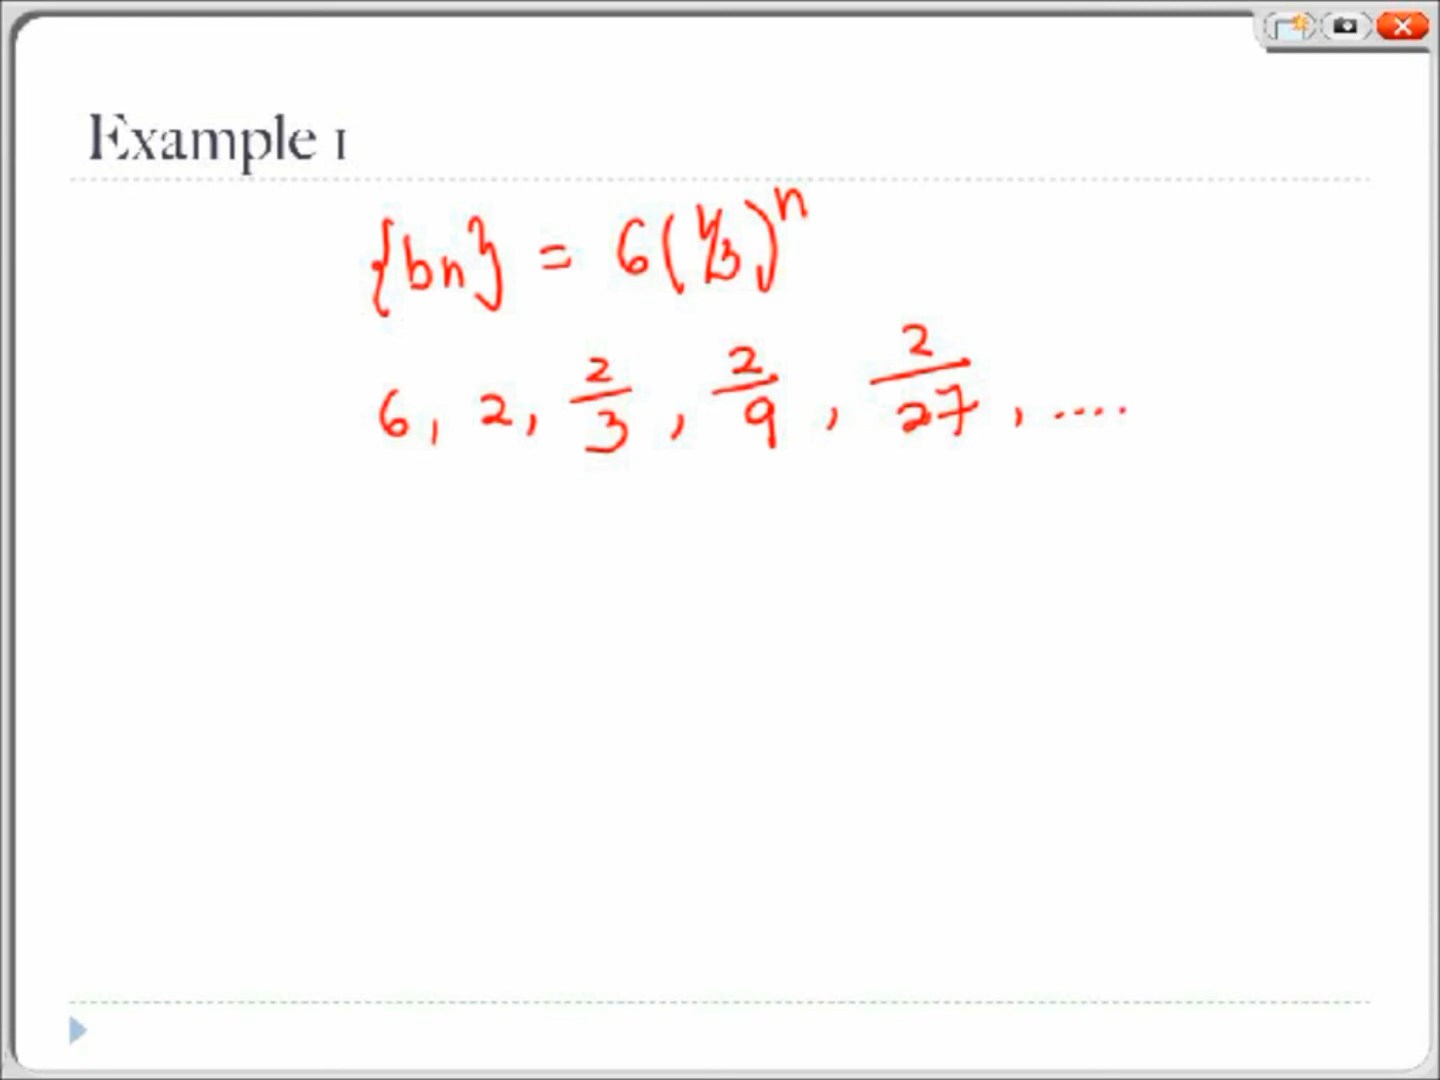 Example 1
{bn} = 6(1/3)^n
6, 2, 2/3, 2/9, 2/27, ....